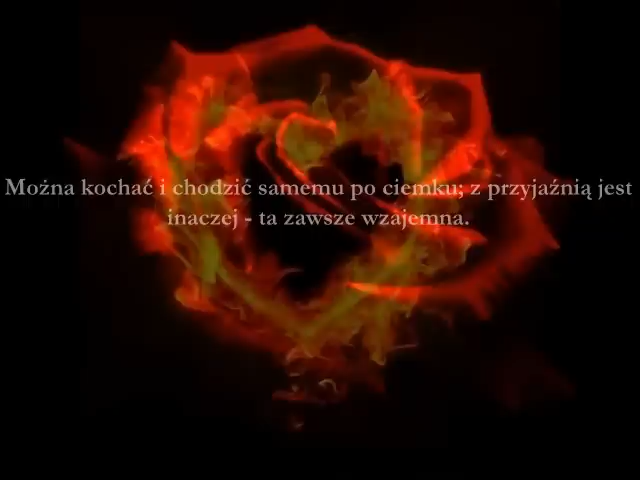 Można kochać i chodzić samemu po ciemku; z przyjaźnią jest
inaczej - ta zawsze wzajemna.